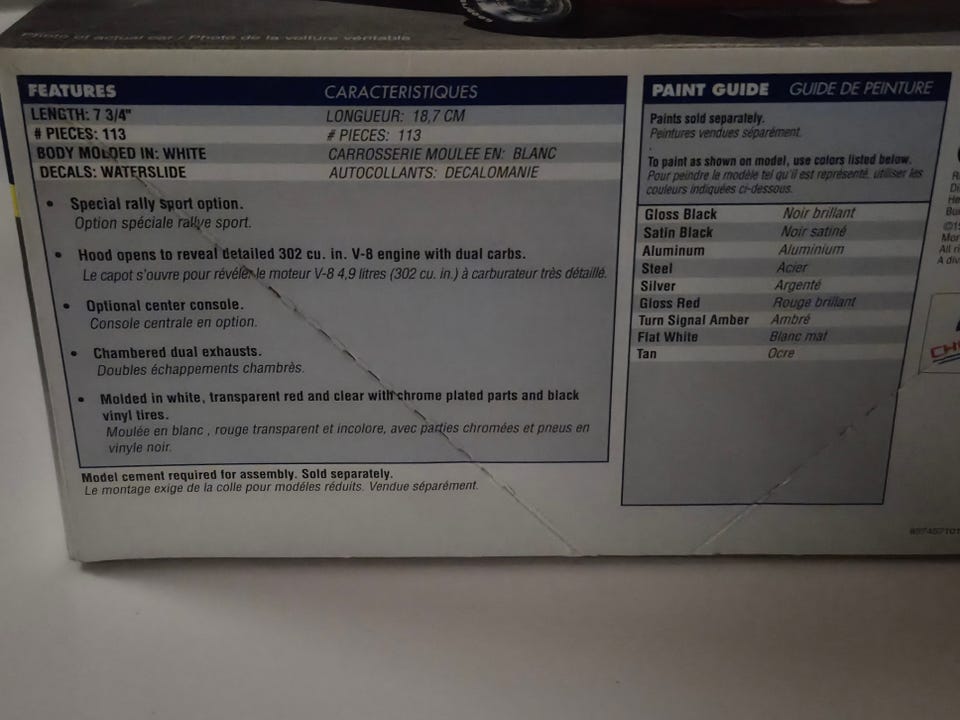 Photo of actual car / Photo de la voiture véritable
FEATURES CARACTERISTIQUES
LENGTH: 7 3/4" LONGUEUR: 18,7 CM
# PIECES: 113 # PIECES: 113
BODY MOLDED IN: WHITE CARROSSERIE MOULEE EN: BLANC
DECALS: WATERSLIDE AUTOCOLLANTS: DECALOMANIE
• Special rally sport option.
Option spéciale rallye sport.
• Hood opens to reveal detailed 302 cu. in. V-8 engine with dual carbs.
Le capot s'ouvre pour révéler le moteur V-8 4,9 litres (302 cu. in.) à carburateur très détaillé.
• Optional center console.
Console centrale en option.
• Chambered dual exhausts.
Doubles échappements chambrès.
• Molded in white, transparent red and clear with chrome plated parts and black
vinyl tires.
Moulée en blanc , rouge transparent et incolore, avec parties chromées et pneus en
vinyle noir.
Model cement required for assembly. Sold separately.
Le montage exige de la colle pour modéles réduits. Vendue séparément.
PAINT GUIDE GUIDE DE PEINTURE
Paints sold separately.
Peintures vendues séparément.
To paint as shown on model, use colors listed below.
Pour peindre le modèle tel qu'il est représenté, utiliser les
couleurs indiquées ci-dessous.
Gloss Black Noir brillant
Satin Black Noir satiné
Aluminum Aluminium
Steel Acier
Silver Argenté
Gloss Red Rouge brillant
Turn Signal Amber Ambré
Flat White Blanc mat
Tan Ocre